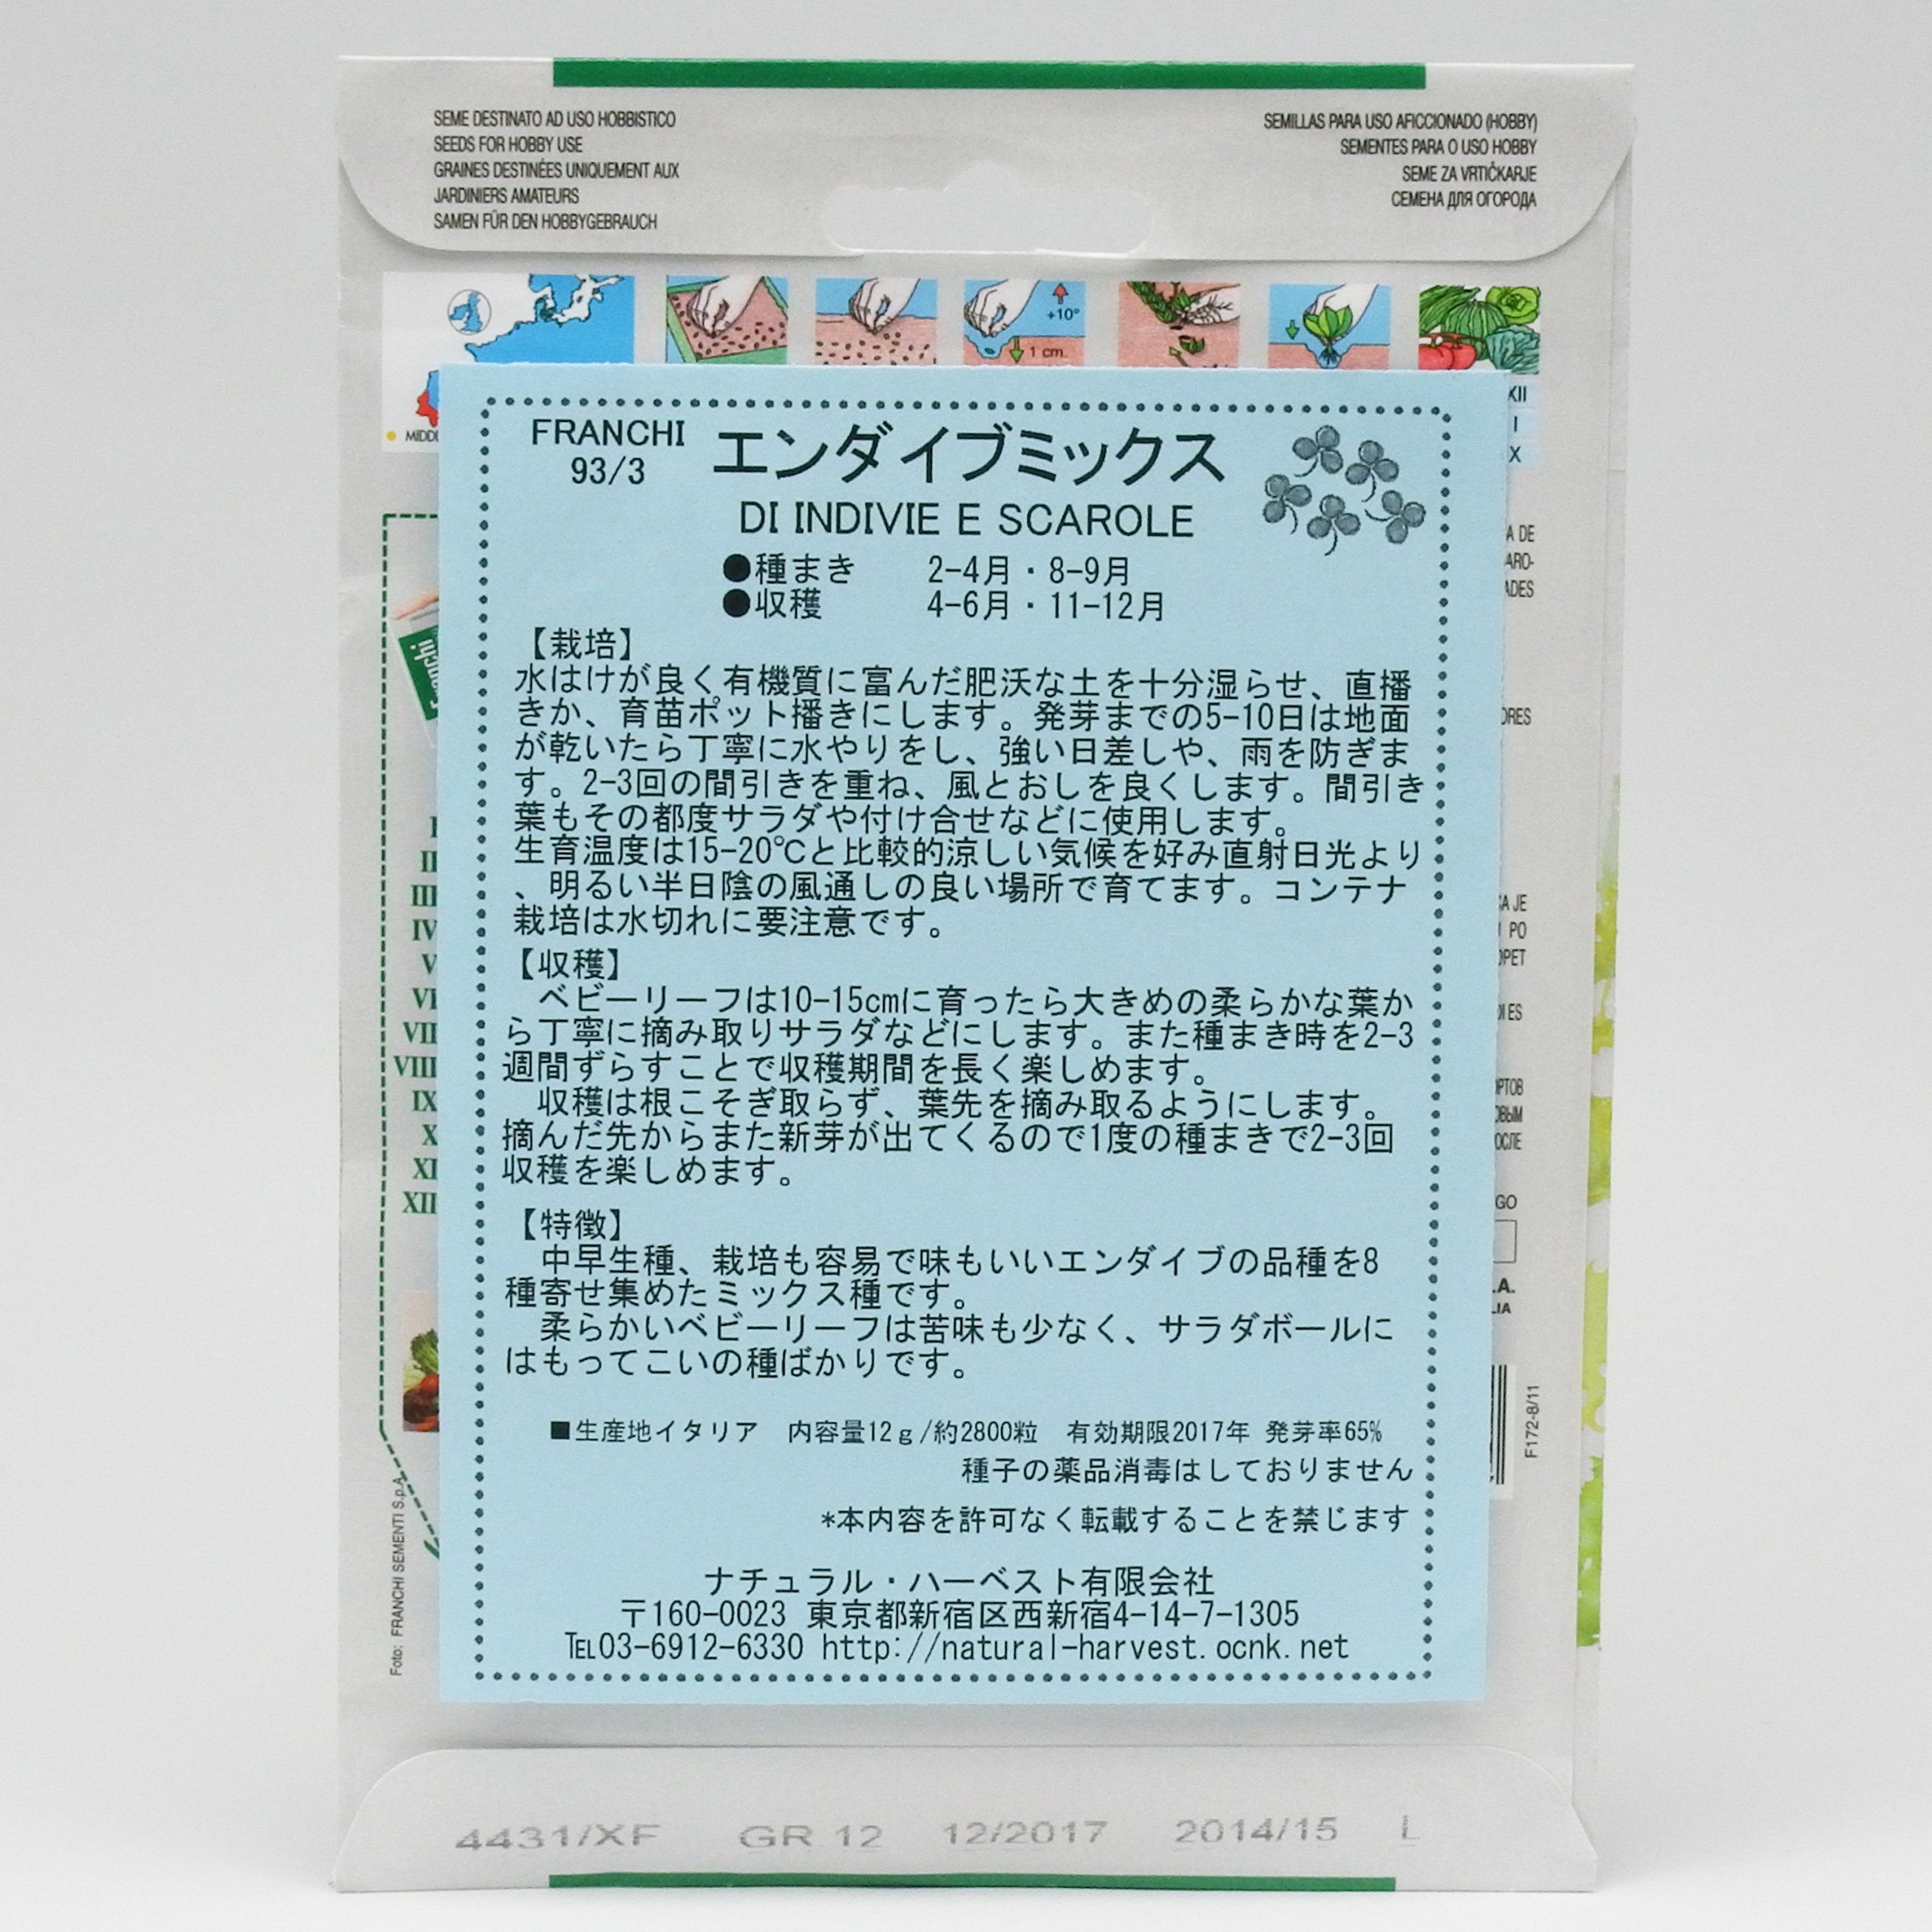 SEME DESTINATO AD USO HOBBISTICO
SEEDS FOR HOBBY USE
GRAINES DESTINÉES UNIQUEMENT AUX
JARDINIERS AMATEURS
SAMEN FÜR DEN HOBBYGEBRAUCH
SEMILLAS PARA USO AFICCIONADO (HOBBY)
SEMENTES PARA O USO HOBBY
SEME ZA VRTIČKARJE
СЕМЕНА ДЛЯ ОГОРОДА
+10°
1 cm.
XII
I
X
FRANCHI
93/3
エンダイブミックス
DI INDIVIE E SCAROLE
●種まき 2-4月・8-9月
●収穫 4-6月・11-12月
【栽培】
水はけが良く有機質に富んだ肥沃な土を十分湿らせ、直播
きか、育苗ポット播きにします。発芽までの5-10日は地面
が乾いたら丁寧に水やりをし、強い日差しや、雨を防ぎま
す。2-3回の間引きを重ね、風とおしを良くします。間引き
葉もその都度サラダや付け合せなどに使用します。
生育温度は15-20℃と比較的涼しい気候を好み直射日光より
、明るい半日陰の風通しの良い場所で育てます。コンテナ
栽培は水切れに要注意です。
【収穫】
ベビーリーフは10-15cmに育ったら大きめの柔らかな葉か
ら丁寧に摘み取りサラダなどにします。また種まき時を2-3
週間ずらすことで収穫期間を長く楽しめます。
収穫は根こそぎ取らず、葉先を摘み取るようにします。
摘んだ先からまた新芽が出てくるので1度の種まきで2-3回
収穫を楽しめます。
【特徴】
中早生種、栽培も容易で味もいいエンダイブの品種を8
種寄せ集めたミックス種です。
柔らかいベビーリーフは苦味も少なく、サラダボールに
はもってこいの種ばかりです。
■生産地イタリア 内容量12ｇ/約2800粒 有効期限2017年 発芽率65%
種子の薬品消毒はしておりません
*本内容を許可なく転載することを禁じます
ナチュラル・ハーベスト有限会社
〒160-0023 東京都新宿区西新宿4-14-7-1305
℡03-6912-6330 http://natural-harvest.ocnk.net
I
II
III
IV
V
VI
VII
VIII
IX
X
XI
XII
Foto: FRANCHI SEMENTI S.p.A.
F172-8/11
4431/XF GR 12 12/2017 2014/15 L